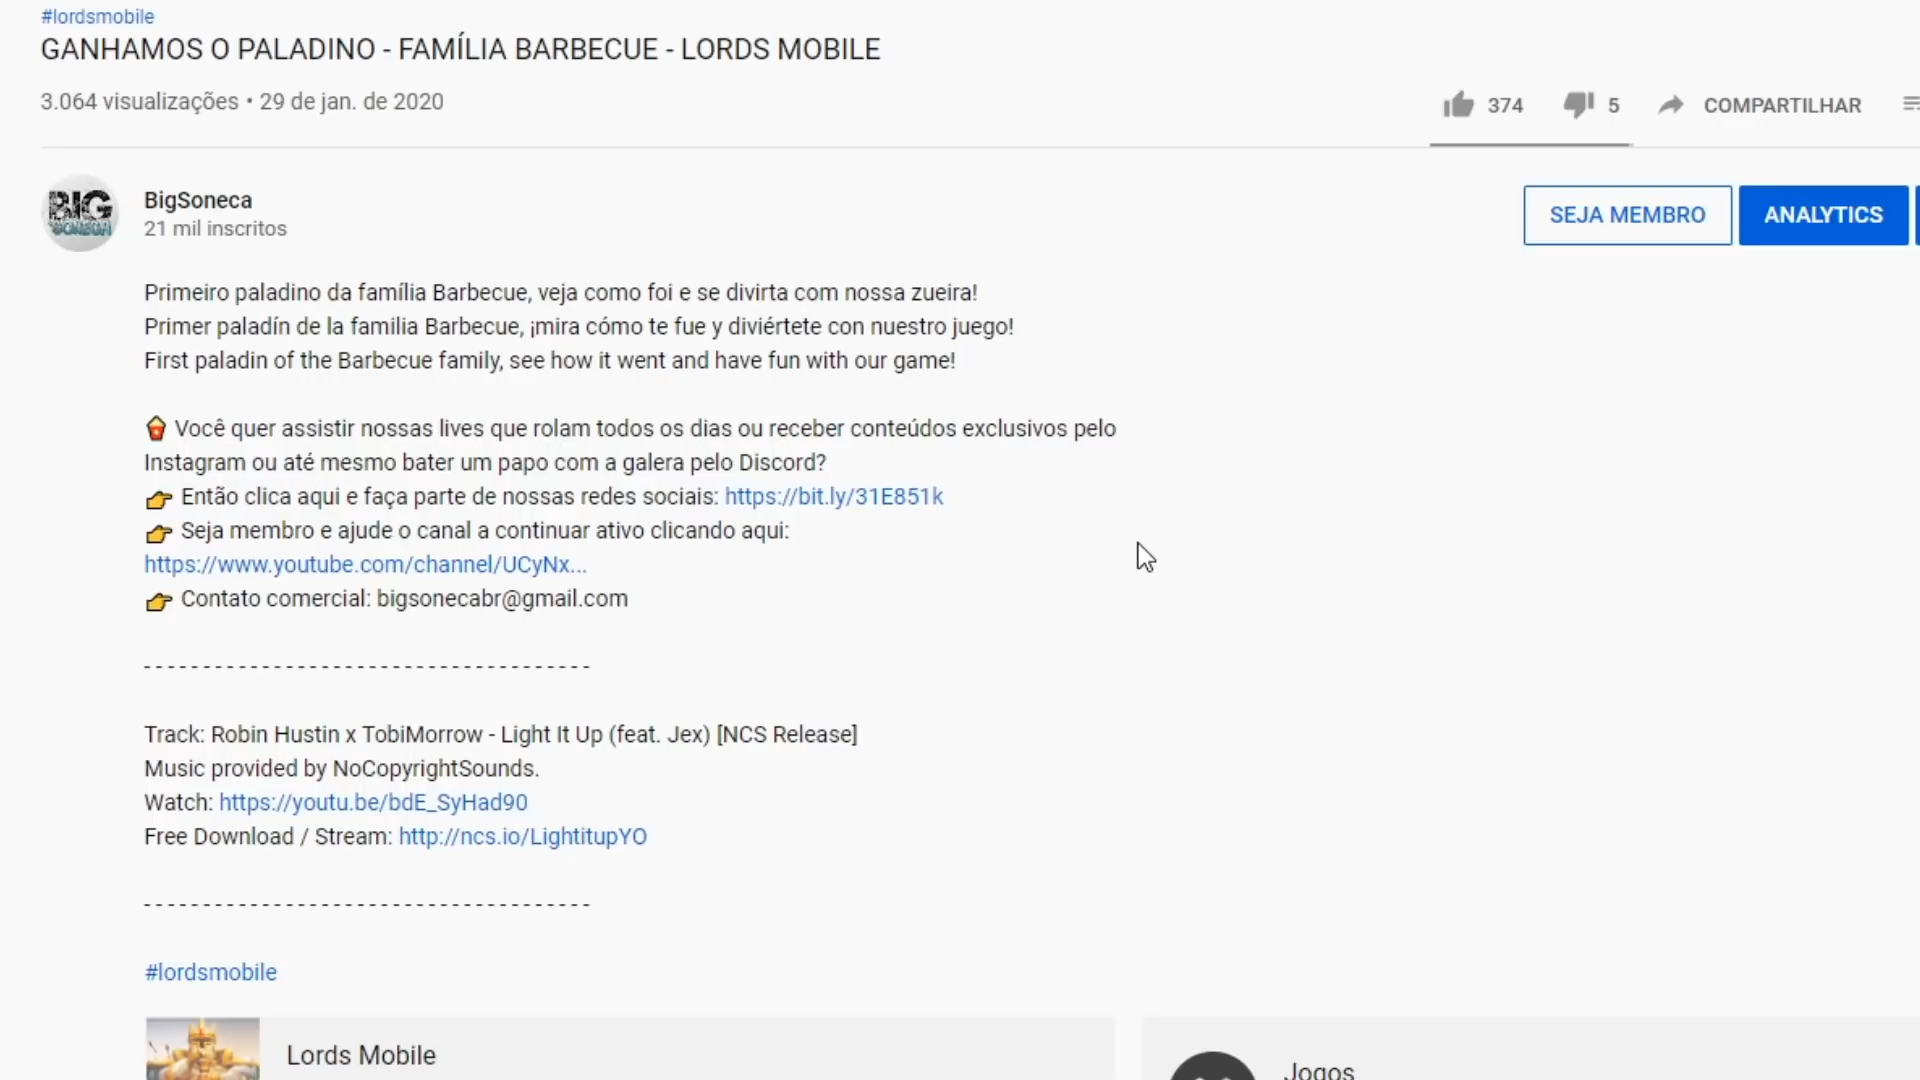 #lordsmobile
GANHAMOS O PALADINO - FAMÍLIA BARBECUE - LORDS MOBILE
3.064 visualizações • 29 de jan. de 2020
374 5 COMPARTILHAR
BIG SONECA
BigSoneca
21 mil inscritos
SEJA MEMBRO ANALYTICS
Primeiro paladino da família Barbecue, veja como foi e se divirta com nossa zueira!
Primer paladín de la familia Barbecue, ¡mira cómo te fue y diviértete con nuestro juego!
First paladin of the Barbecue family, see how it went and have fun with our game!
🍿 Você quer assistir nossas lives que rolam todos os dias ou receber conteúdos exclusivos pelo
Instagram ou até mesmo bater um papo com a galera pelo Discord?
👉 Então clica aqui e faça parte de nossas redes sociais: https://bit.ly/31E851k
👉 Seja membro e ajude o canal a continuar ativo clicando aqui:
https://www.youtube.com/channel/UCyNx...
👉 Contato comercial: bigsonecabr@gmail.com
- - - - - - - - - - - - - - - - - - - - - - - - - - - - - - - - - - - - - -
Track: Robin Hustin x TobiMorrow - Light It Up (feat. Jex) [NCS Release]
Music provided by NoCopyrightSounds.
Watch: https://youtu.be/bdE_SyHad90
Free Download / Stream: http://ncs.io/LightitupYO
- - - - - - - - - - - - - - - - - - - - - - - - - - - - - - - - - - - - - -
#lordsmobile
Lords Mobile
Jogos